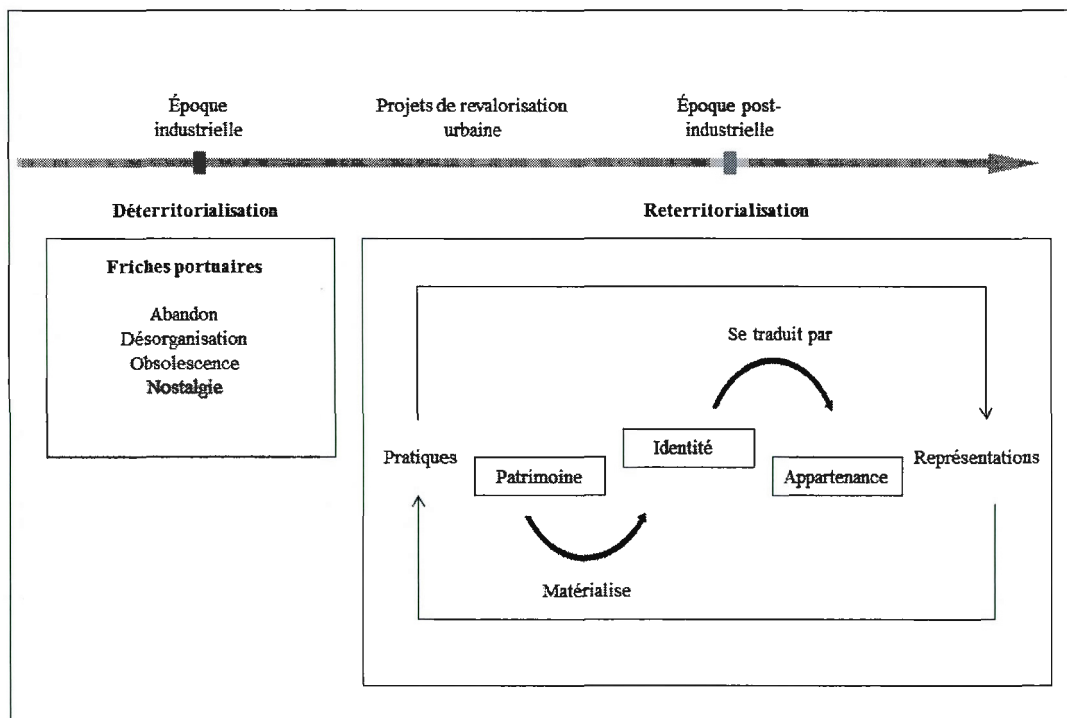 Époque
industrielle
Projets de revalorisation
urbaine
Époque post-
industrielle
Déterritorialisation
Reterritorialisation
Friches portuaires
Abandon
Désorganisation
Obsolescence
Nostalgie
Se traduit par
Pratiques
Patrimoine
Identité
Appartenance
Représentations
Matérialise